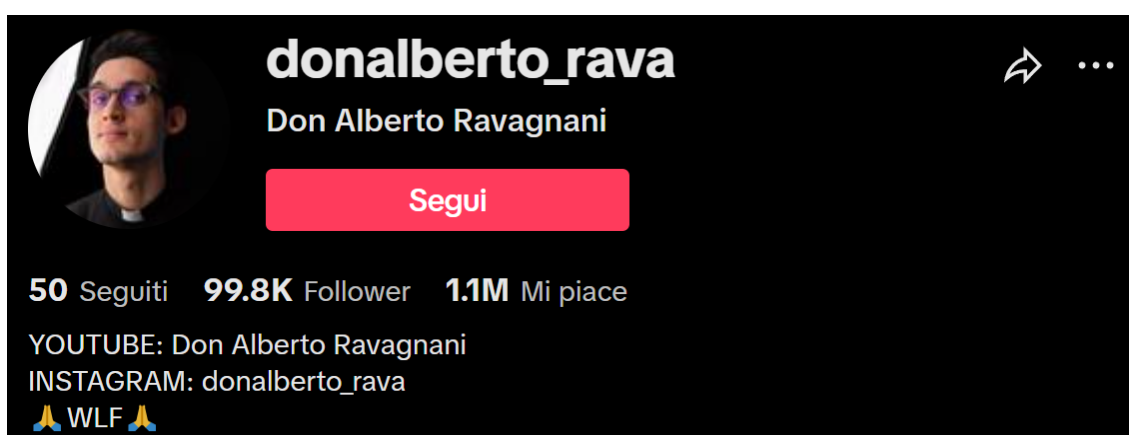 donalberto_rava
Don Alberto Ravagnani
Segui
50 Seguiti 99.8K Follower 1.1M Mi piace
YOUTUBE: Don Alberto Ravagnani
INSTAGRAM: donalberto_rava
🙏WLF🙏